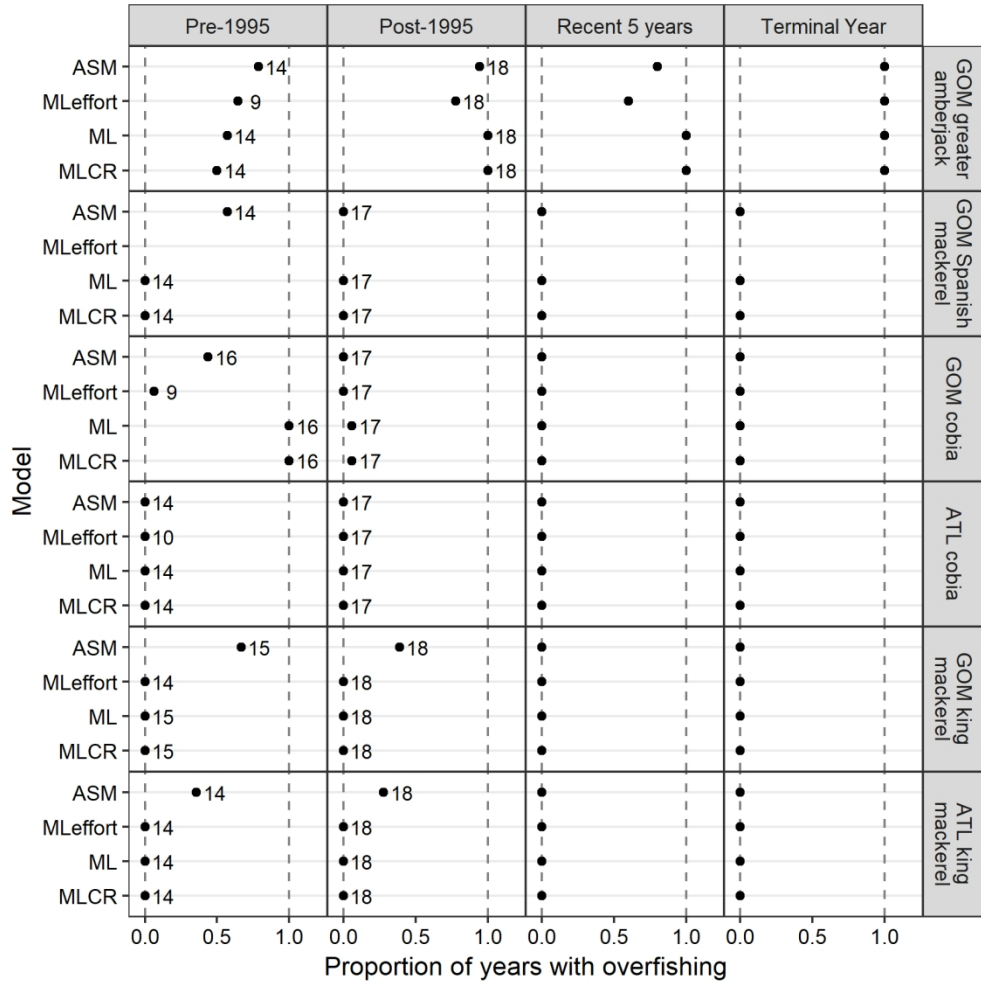 Pre-1995 Post-1995 Recent 5 years Terminal Year
Model
GOM greater
amberjack
ASM 14 18
MLeffort 9 18
ML 14 18
MLCR 14 18
GOM Spanish
mackerel
ASM 14 17
MLeffort
ML 14 17
MLCR 14 17
GOM cobia
ASM 16 17
MLeffort 9 17
ML 16 17
MLCR 16 17
ATL cobia
ASM 14 17
MLeffort 10 17
ML 14 17
MLCR 14 17
GOM king
mackerel
ASM 15 18
MLeffort 14 18
ML 15 18
MLCR 15 18
ATL king
mackerel
ASM 14 18
MLeffort 14 18
ML 14 18
MLCR 14 18
0.0 0.5 1.0 0.0 0.5 1.0 0.0 0.5 1.0 0.0 0.5 1.0
Proportion of years with overfishing